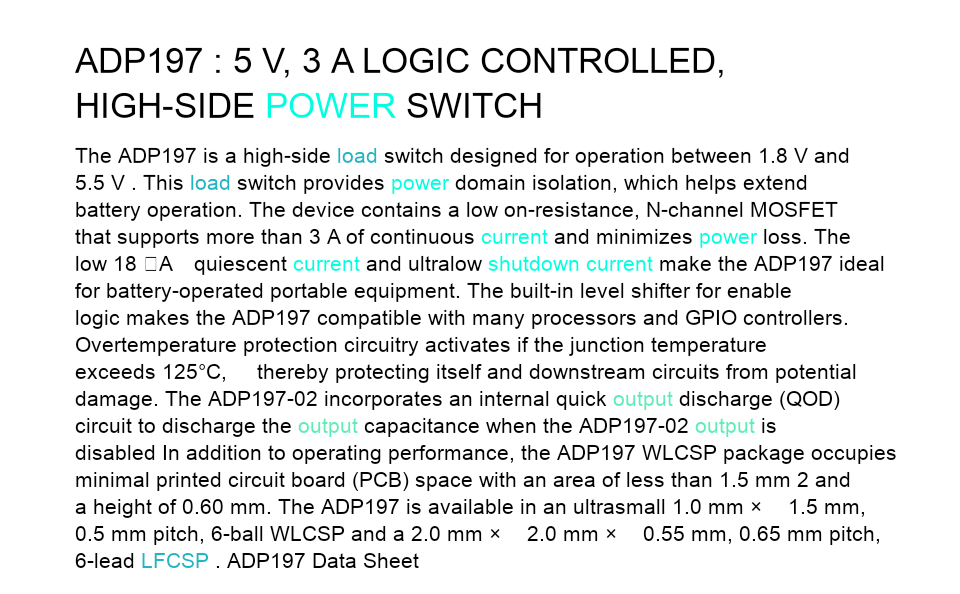 ADP197 : 5 V, 3 A LOGIC CONTROLLED,
HIGH-SIDE POWER SWITCH
The ADP197 is a high-side load switch designed for operation between 1.8 V and
5.5 V . This load switch provides power domain isolation, which helps extend
battery operation. The device contains a low on-resistance, N-channel MOSFET
that supports more than 3 A of continuous current and minimizes power loss. The
low 18 □A quiescent current and ultralow shutdown current make the ADP197 ideal
for battery-operated portable equipment. The built-in level shifter for enable
logic makes the ADP197 compatible with many processors and GPIO controllers.
Overtemperature protection circuitry activates if the junction temperature
exceeds 125°C, thereby protecting itself and downstream circuits from potential
damage. The ADP197-02 incorporates an internal quick output discharge (QOD)
circuit to discharge the output capacitance when the ADP197-02 output is
disabled In addition to operating performance, the ADP197 WLCSP package occupies
minimal printed circuit board (PCB) space with an area of less than 1.5 mm 2 and
a height of 0.60 mm. The ADP197 is available in an ultrasmall 1.0 mm × 1.5 mm,
0.5 mm pitch, 6-ball WLCSP and a 2.0 mm × 2.0 mm × 0.55 mm, 0.65 mm pitch,
6-lead LFCSP . ADP197 Data Sheet